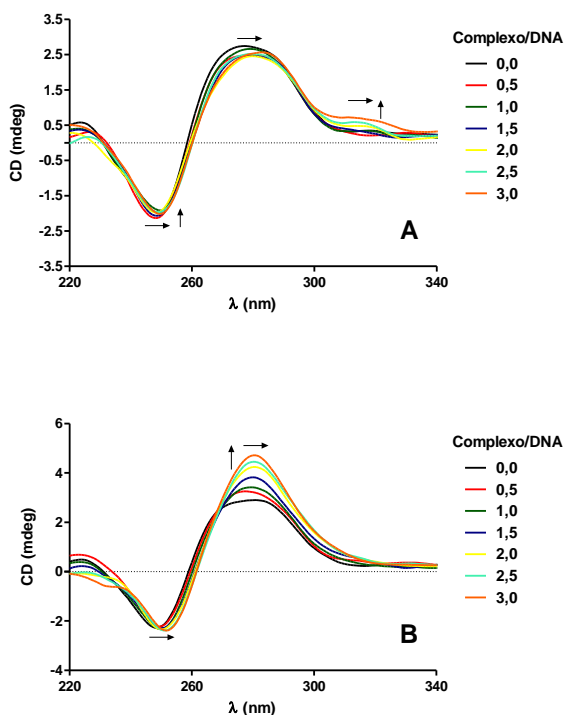 Complexo/DNA
0,0
0,5
1,0
1,5
2,0
2,5
3,0
CD (mdeg)
3.5
2.5
1.5
0.5
-0.5
-1.5
-2.5
-3.5
A
220 260 300 340
λ (nm)
Complexo/DNA
0,0
0,5
1,0
1,5
2,0
2,5
3,0
CD (mdeg)
6
4
2
0
-2
-4
B
220 260 300 340
λ (nm)